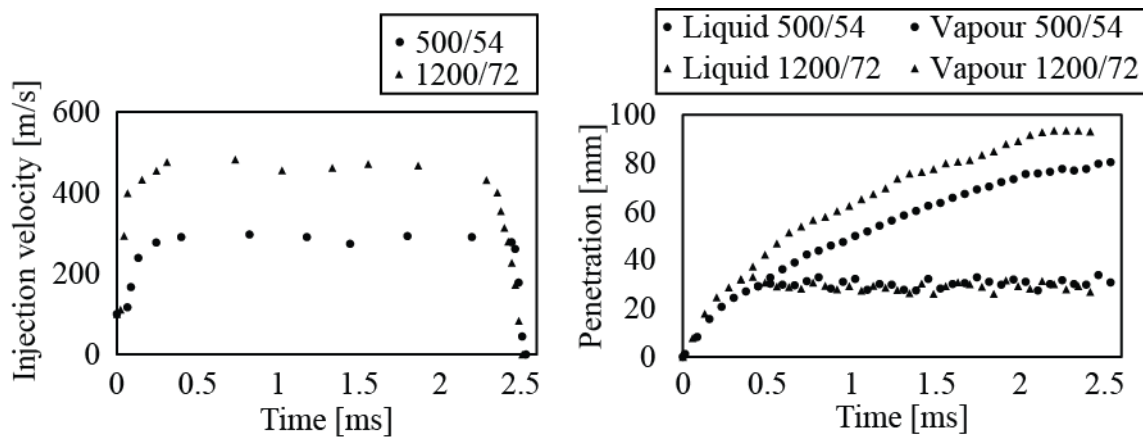 500/54
1200/72
Injection velocity [m/s]
600
400
200
0
0 0.5 1 1.5 2 2.5
Time [ms]
Liquid 500/54 Vapour 500/54
Liquid 1200/72 Vapour 1200/72
Penetration [mm]
100
80
60
40
20
0
0 0.5 1 1.5 2 2.5
Time [ms]